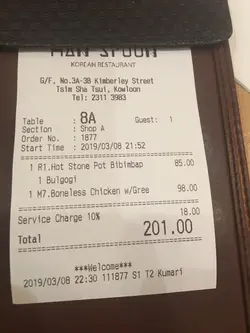 HAN SPOON
KOREAN RESTAURANT
G/F, No.3A-3B Kimberley Street
Tsim Sha Tsui, Kowloon
Tel: 2311 3983
Table : 8A Guest: 1
Section : Shop A
Order No. : 1877
Start Time : 2019/03/08 21:52
1 R1.Hot Stone Pot Bibimbap 85.00
1 Bulgogi
1 M7.Boneless Chicken w/Gree 98.00
Service Charge 10% 18.00
Total 201.00
***Welcome***
2019/03/08 22:30 111877 S1 T2 Kumari